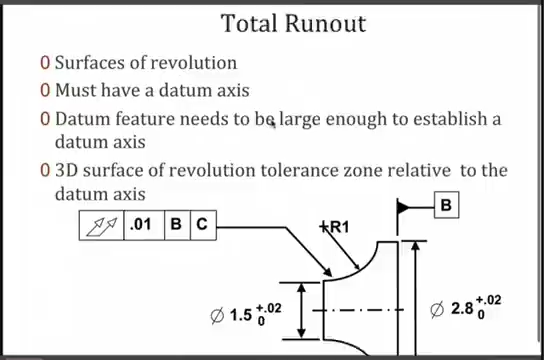 Total Runout
0 Surfaces of revolution
0 Must have a datum axis
0 Datum feature needs to be large enough to establish a
datum axis
0 3D surface of revolution tolerance zone relative to the
datum axis
B
.01 B C
R1
∅ 1.5 +.02 0
∅ 2.8 +.02 0